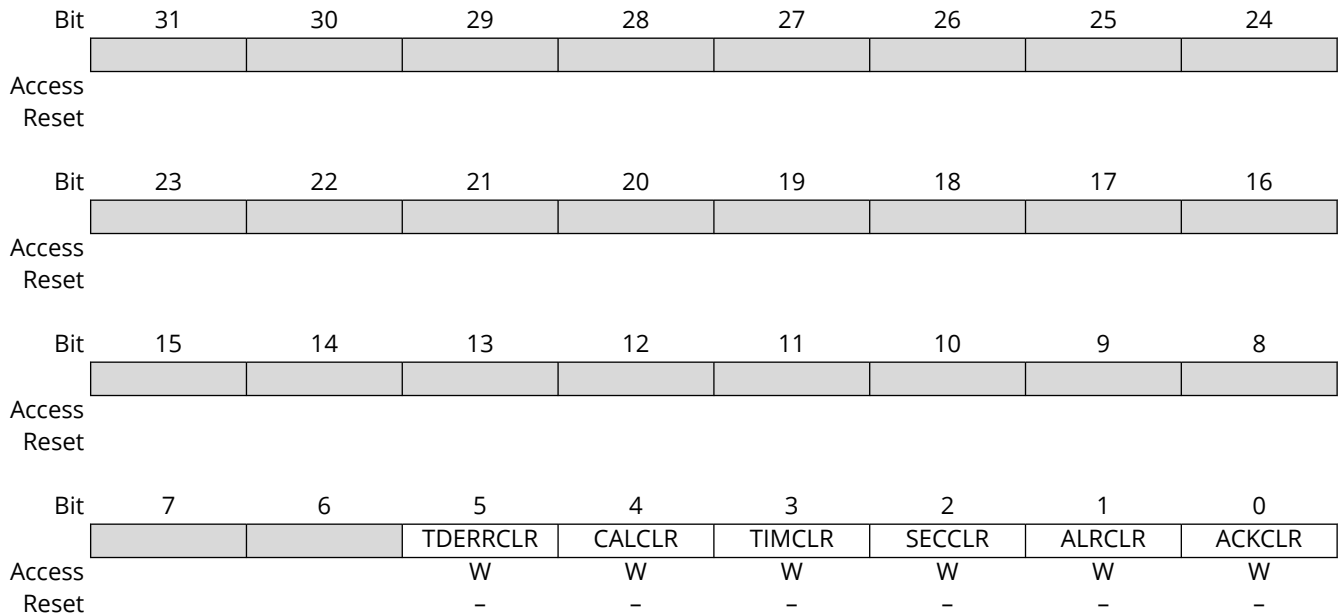 Bit 31 30 29 28 27 26 25 24
Access
Reset
Bit 23 22 21 20 19 18 17 16
Access
Reset
Bit 15 14 13 12 11 10 9 8
Access
Reset
Bit 7 6 5 4 3 2 1 0
TDERRCLR CALCLR TIMCLR SECCLR ALRCLR ACKCLR
Access W W W W W W
Reset – – – – – –